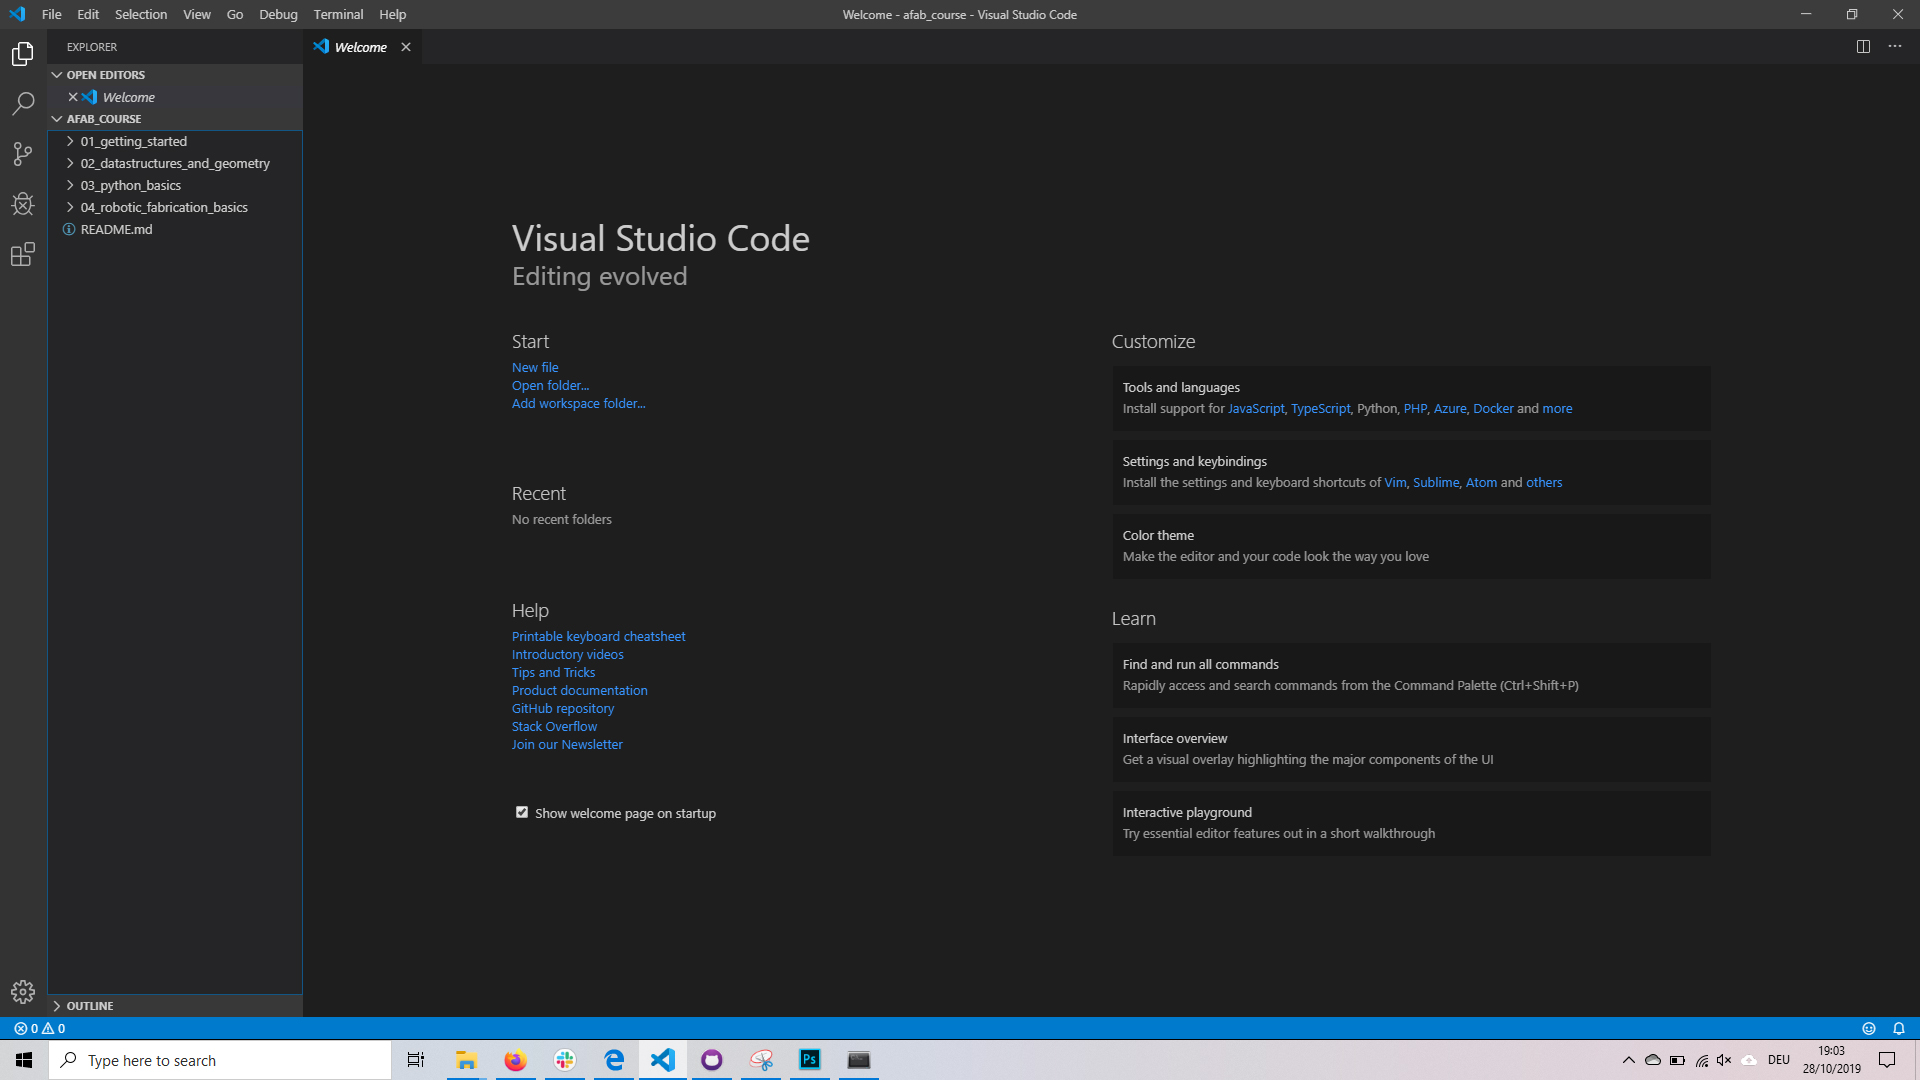 File Edit Selection View Go Debug Terminal Help
Welcome - afab_course - Visual Studio Code
EXPLORER
Welcome
OPEN EDITORS
Welcome
AFAB_COURSE
01_getting_started
02_datastructures_and_geometry
03_python_basics
04_robotic_fabrication_basics
README.md
OUTLINE
Visual Studio Code
Editing evolved
Start
New file
Open folder...
Add workspace folder...
Recent
No recent folders
Help
Printable keyboard cheatsheet
Introductory videos
Tips and Tricks
Product documentation
GitHub repository
Stack Overflow
Join our Newsletter
Show welcome page on startup
Customize
Tools and languages
Install support for JavaScript, TypeScript, Python, PHP, Azure, Docker and more
Settings and keybindings
Install the settings and keyboard shortcuts of Vim, Sublime, Atom and others
Color theme
Make the editor and your code look the way you love
Learn
Find and run all commands
Rapidly access and search commands from the Command Palette (Ctrl+Shift+P)
Interface overview
Get a visual overlay highlighting the major components of the UI
Interactive playground
Try essential editor features out in a short walkthrough
0 0
Type here to search
Ps
DEU
19:03
28/10/2019